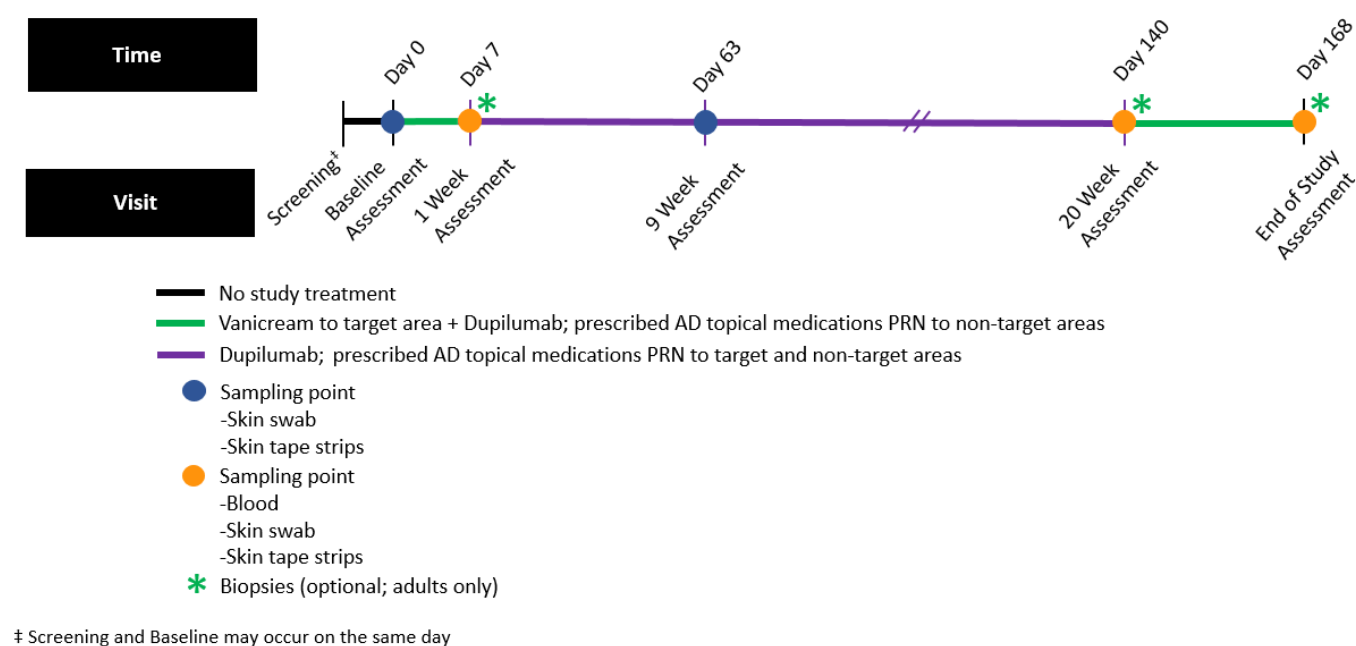 Time
Day 0
Day 7
Day 63
Day 140
Day 168
*
*
*
Visit
Screening‡
Baseline
Assessment
1 Week
Assessment
9 Week
Assessment
20 Week
Assessment
End of Study
Assessment
No study treatment
Vanicream to target area + Dupilumab; prescribed AD topical medications PRN to non-target areas
Dupilumab; prescribed AD topical medications PRN to target and non-target areas
Sampling point
-Skin swab
-Skin tape strips
Sampling point
-Blood
-Skin swab
-Skin tape strips
* Biopsies (optional; adults only)
‡ Screening and Baseline may occur on the same day